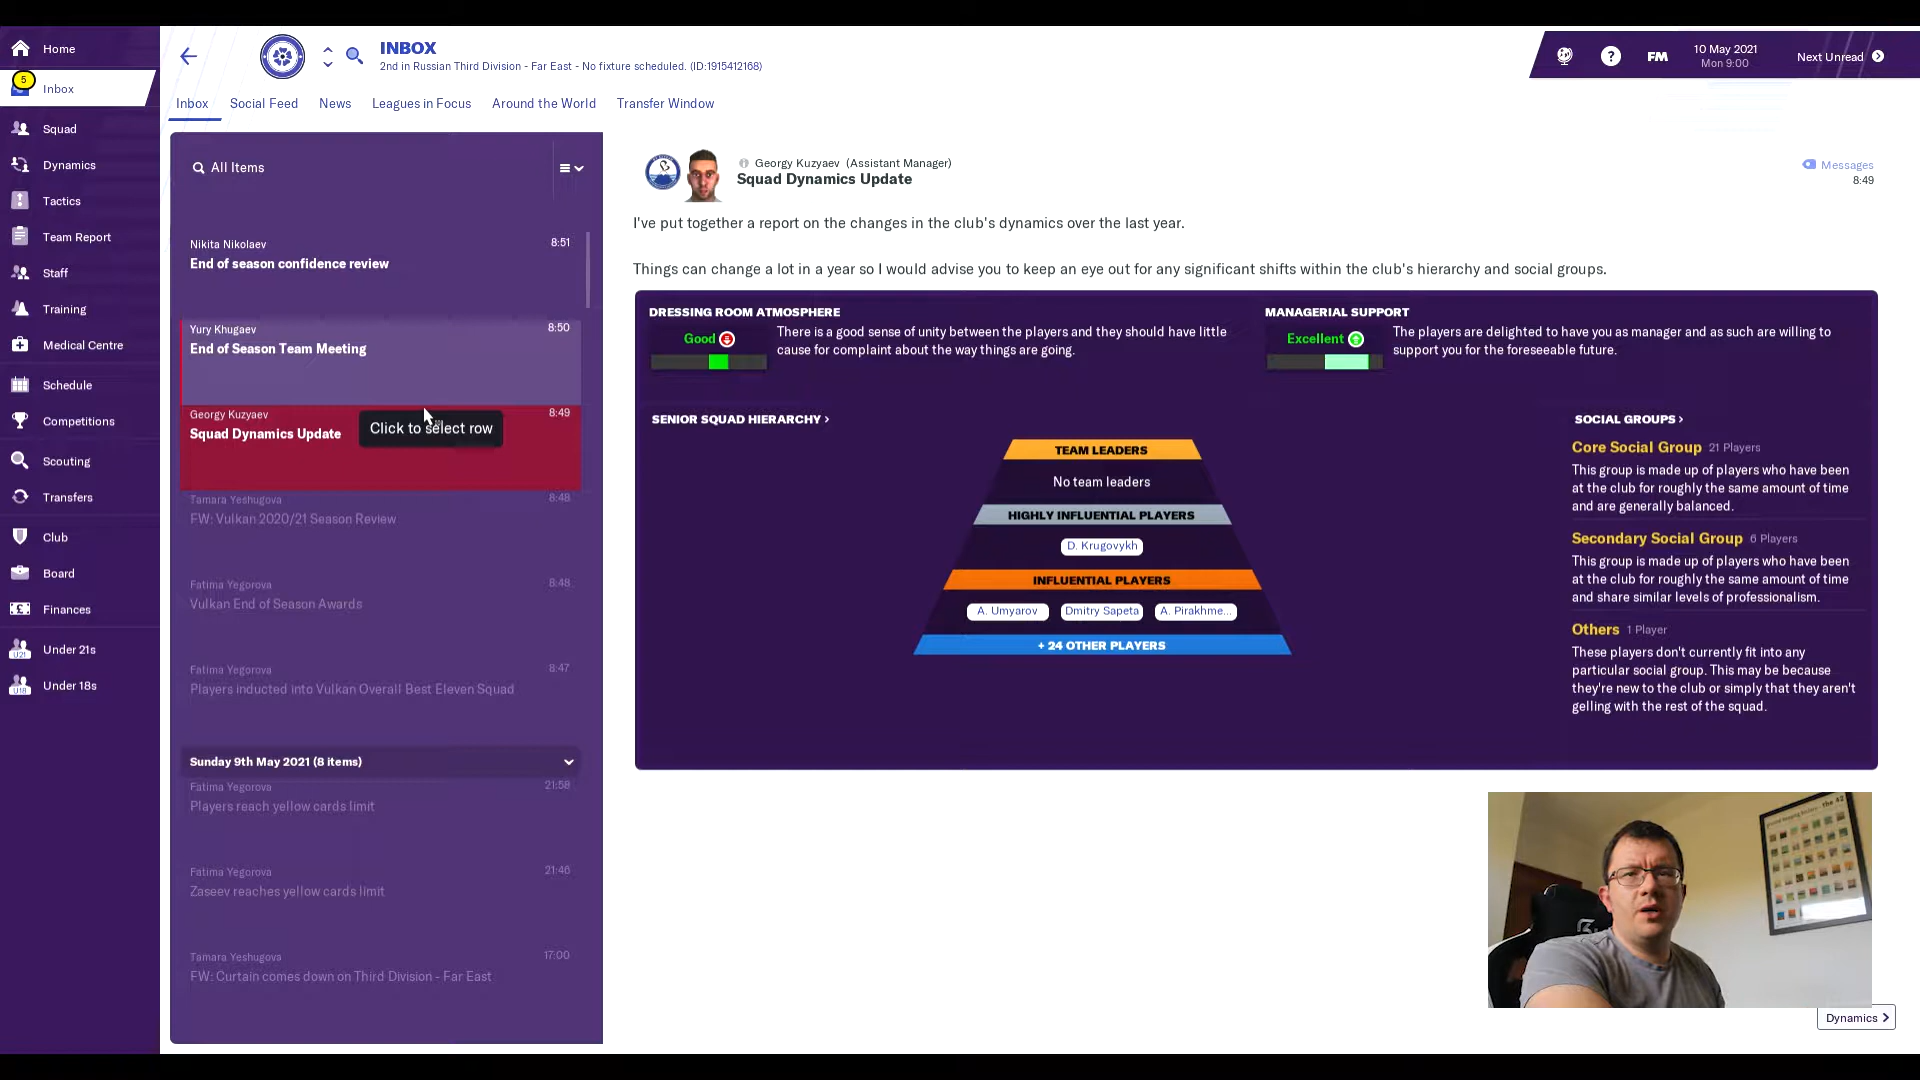 Home
5
Inbox
Squad
Dynamics
Tactics
Team Report
Staff
Training
Medical Centre
Schedule
Competitions
Scouting
Transfers
Club
Board
Finances
U21
Under 21s
U18
Under 18s
INBOX
2nd in Russian Third Division - Far East - No fixture scheduled. (ID:1915412168)
FM
10 May 2021
Mon 9:00
Next Unread
Inbox
Social Feed
News
Leagues in Focus
Around the World
Transfer Window
All Items
Nikita Nikolaev
8:51
End of season confidence review
Yury Khugaev
8:50
End of Season Team Meeting
Georgy Kuzyaev
8:49
Squad Dynamics Update
Click to select row
Tamara Yeshugova
8:48
FW: Vulkan 2020/21 Season Review
Fatima Yegorova
8:48
Vulkan End of Season Awards
Fatima Yegorova
8:47
Players inducted into Vulkan Overall Best Eleven Squad
Sunday 9th May 2021 (8 items)
Fatima Yegorova
21:58
Players reach yellow cards limit
Fatima Yegorova
21:46
Zaseev reaches yellow cards limit
Tamara Yeshugova
17:00
FW: Curtain comes down on Third Division - Far East
Georgy Kuzyaev (Assistant Manager)
Squad Dynamics Update
Messages
8:49
I've put together a report on the changes in the club's dynamics over the last year.
Things can change a lot in a year so I would advise you to keep an eye out for any significant shifts within the club's hierarchy and social groups.
DRESSING ROOM ATMOSPHERE
Good
There is a good sense of unity between the players and they should have little
cause for complaint about the way things are going.
MANAGERIAL SUPPORT
Excellent
The players are delighted to have you as manager and as such are willing to
support you for the foreseeable future.
SENIOR SQUAD HIERARCHY >
TEAM LEADERS
No team leaders
HIGHLY INFLUENTIAL PLAYERS
D. Krugovykh
INFLUENTIAL PLAYERS
A. Umyarov
Dmitry Sapeta
A. Pirakhme...
+ 24 OTHER PLAYERS
SOCIAL GROUPS >
Core Social Group 21 Players
This group is made up of players who have been
at the club for roughly the same amount of time
and are generally balanced.
Secondary Social Group 6 Players
This group is made up of players who have been
at the club for roughly the same amount of time
and share similar levels of professionalism.
Others 1 Player
These players don't currently fit into any
particular social group. This may be because
they're new to the club or simply that they aren't
gelling with the rest of the squad.
Dynamics >